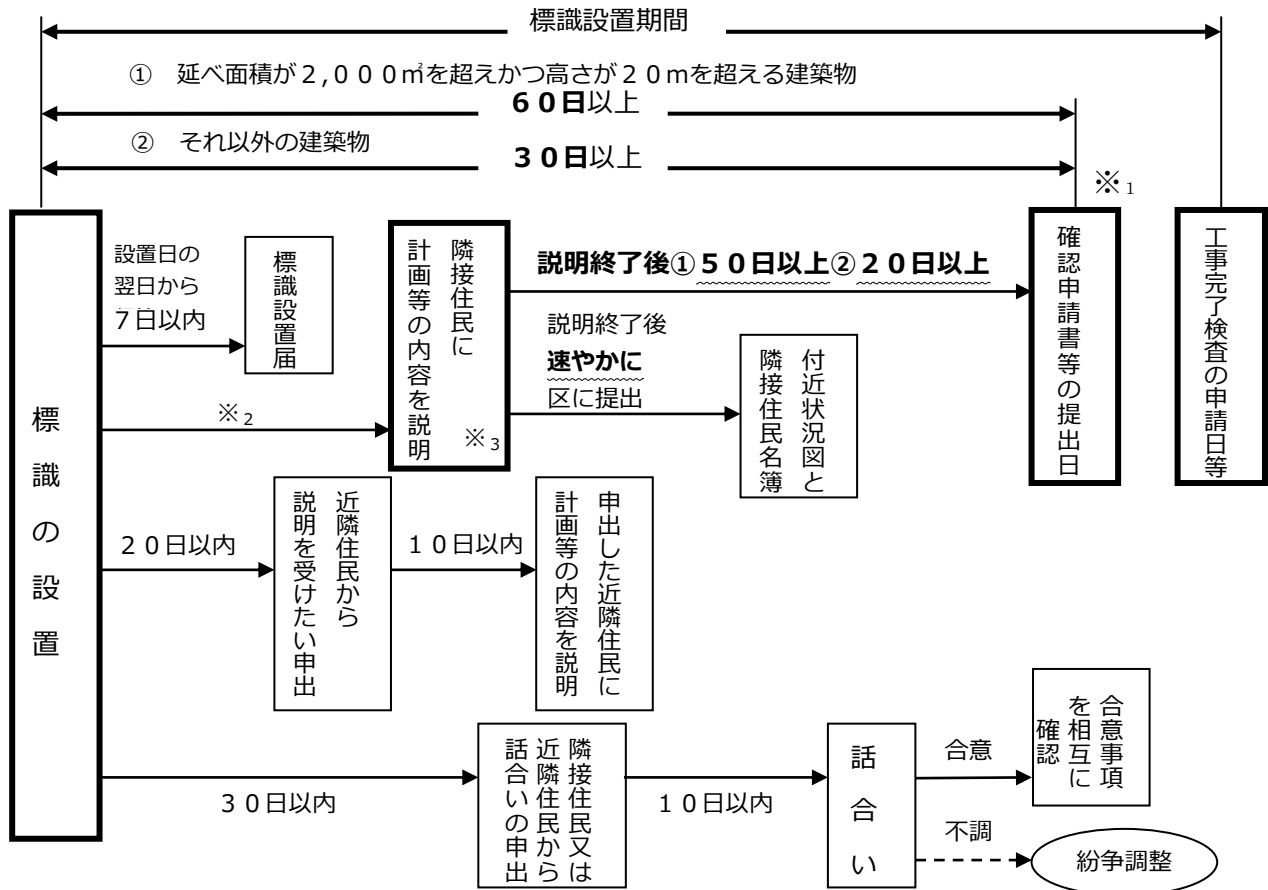 標識設置期間
① 延べ面積が2,000㎡を超えかつ高さが20mを超える建築物
60日以上
② それ以外の建築物
30日以上
※1
標識の設置
設置日の
翌日から
7日以内
標識設置届
※2
隣接住民に
計画等の内容を説明
※3
説明終了後①50日以上②20日以上
説明終了後
速やかに
区に提出
付近状況図と
隣接住民名簿
確認申請書等の提出日
工事完了検査の申請日等
20日以内
近隣住民から
説明を受けたい申出
10日以内
申出した近隣住民に
計画等の内容を説明
30日以内
隣接住民又は
近隣住民から
話合いの申出
10日以内
話合い
合意
合意事項
を相互に
確認
不調
紛争調整